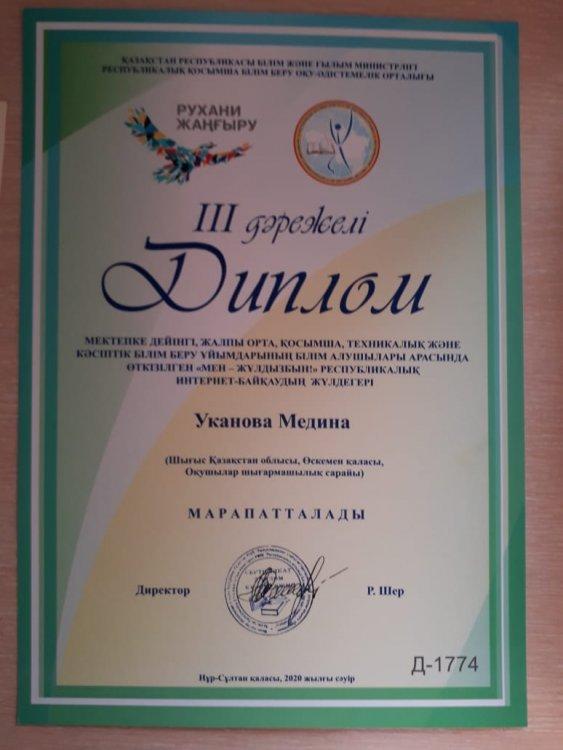 ҚАЗАҚСТАН РЕСПУБЛИКАСЫ БІЛІМ ЖӘНЕ ҒЫЛЫМ МИНИСТРЛІГІ
РЕСПУБЛИКАЛЫҚ ҚОСЫМША БІЛІМ БЕРУ ОҚУ-ӘДІСТЕМЕЛІК ОРТАЛЫҒЫ
РУХАНИ
ЖАҢҒЫРУ
III дәрежелі
Диплом
МЕКТЕПКЕ ДЕЙІНГІ, ЖАЛПЫ ОРТА, ҚОСЫМША, ТЕХНИКАЛЫҚ ЖӘНЕ
КӘСІПТІК БІЛІМ БЕРУ ҰЙЫМДАРЫНЫҢ БІЛІМ АЛУШЫЛАРЫ АРАСЫНДА
ӨТКІЗІЛГЕН «МЕН – ЖҰЛДЫЗБЫН!» РЕСПУБЛИКАЛЫҚ
ИНТЕРНЕТ-БАЙҚАУДЫҢ ЖҮЛДЕГЕРІ
Уканова Медина
(Шығыс Қазақстан облысы, Өскемен қаласы,
Оқушылар шығармашылық сарайы)
МАРАПАТТАЛАДЫ
Директор
Р. Шер
Д-1774
Нұр-Сұлтан қаласы, 2020 жылғы сәуір